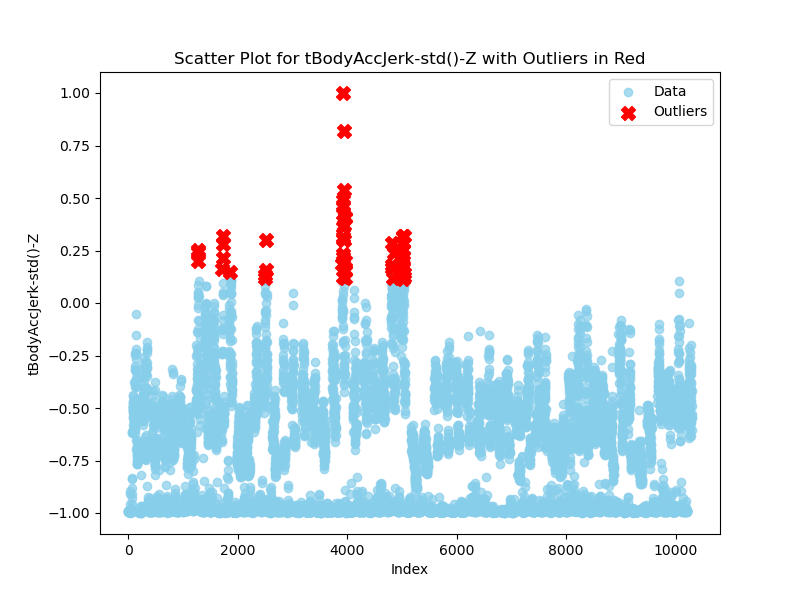 Scatter Plot for tBodyAccJerk-std()-Z with Outliers in Red
Data
Outliers
tBodyAccJerk-std()-Z
1.00
0.75
0.50
0.25
0.00
−0.25
−0.50
−0.75
−1.00
0 2000 4000 6000 8000 10000
Index